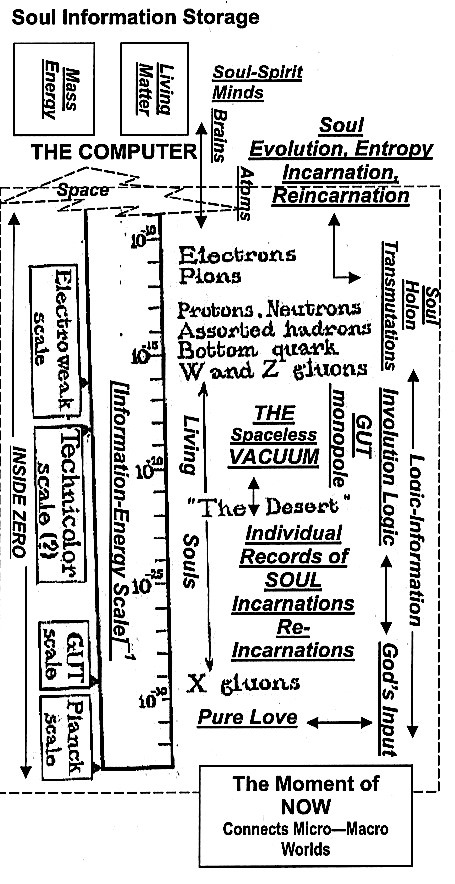 Soul Information Storage
Mass
Energy
Living
Matter
Soul-Spirit
Minds
Brains
Atoms
THE COMPUTER
Space
Soul
Evolution, Entropy
Incarnation,
Reincarnation
10-10
Electrons
Pions
Protons, Neutrons
Assorted hadrons
Bottom quark
W and Z gluons
10-15
Electroweak
scale
Technicolor
scale (?)
GUT
scale
Planck
scale
INSIDE ZERO
[Information-Energy Scale]-1
10-20
10-25
10-30
Living Souls
THE
Spaceless
VACUUM
GUT
monopole
"The Desert"
Individual
Records of
SOUL
Incarnations
Re-
Incarnations
X gluons
Pure Love
Soul
Holon
Transmutations
Involution Logic
Logic-Information
God's Input
The Moment of
NOW
Connects Micro—Macro
Worlds